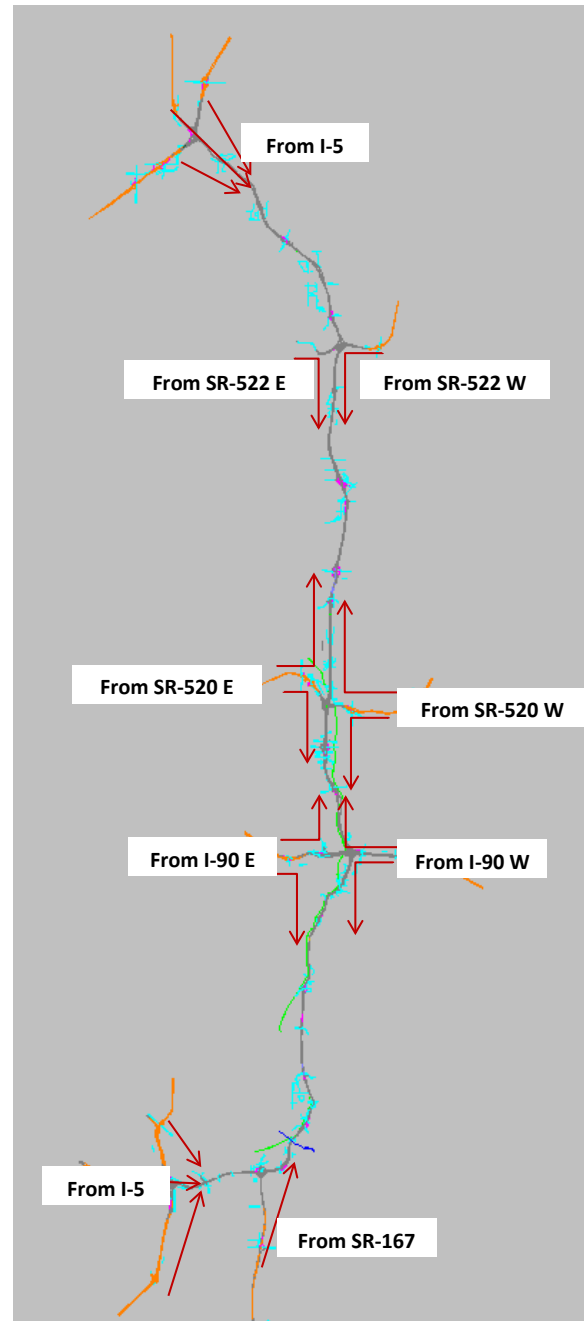 From I-5
From SR-522 E
From SR-522 W
From SR-520 E
From SR-520 W
From I-90 E
From I-90 W
From I-5
From SR-167